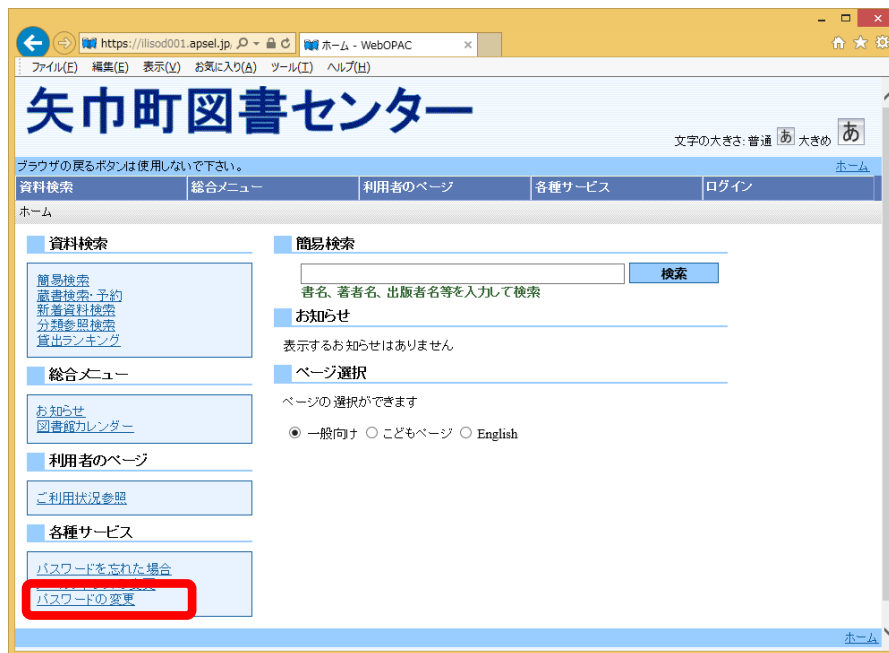 https://ilisod001.apsel.jp/
ホーム - WebOPAC
ファイル(F) 編集(E) 表示(V) お気に入り(A) ツール(T) ヘルプ(H)
矢巾町図書センター
文字の大きさ: 普通 あ 大きめ あ
ブラウザの戻るボタンは使用しないで下さい。 ホーム
資料検索 総合メニュー 利用者のページ 各種サービス ログイン
ホーム
資料検索
簡易検索
蔵書検索・予約
新着資料検索
分類参照検索
貸出ランキング
総合メニュー
お知らせ
図書館カレンダー
利用者のページ
ご利用状況参照
各種サービス
パスワードを忘れた場合
パスワードの変更
簡易検索
検索
書名、著者名、出版者名等を入力して検索
お知らせ
表示するお知らせはありません
ページ選択
ページの選択ができます
一般向け こどもページ English
ホーム